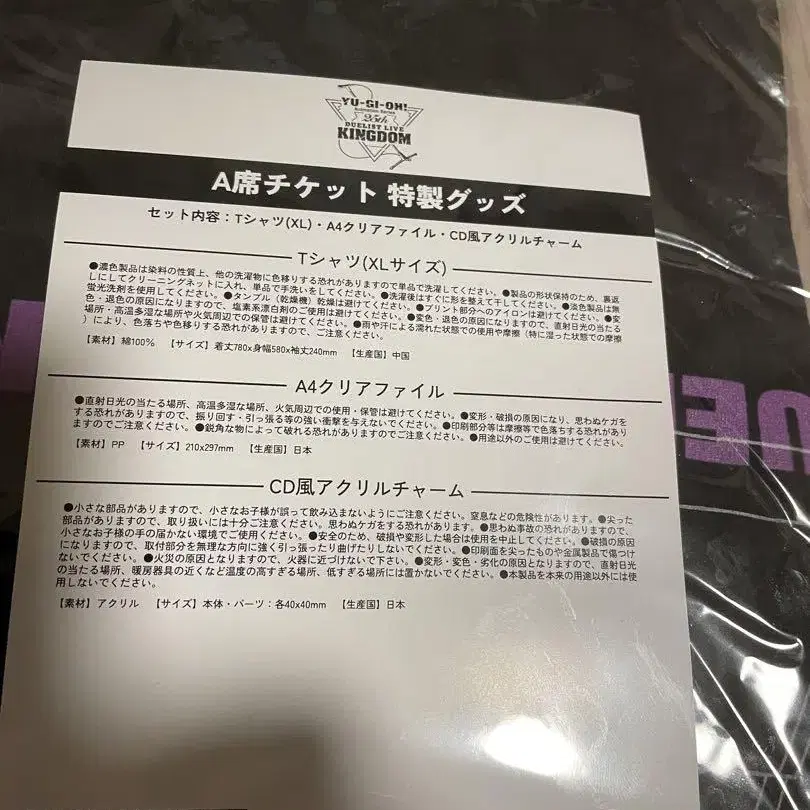 YU-GI-OH!
Animation Series
25th
DUELIST LIVE
KINGDOM
A席チケット 特製グッズ
セット内容:Tシャツ(XL)・A4クリアファイル・CD風アクリルチャーム
Tシャツ(XLサイズ)
●濃色製品は染料の性質上、他の洗濯物に色移りする恐れがありますので単品で洗濯してください。●製品の形状保持のため、裏返
しにしてクリーニングネットに入れ、単品で手洗いをしてください。●洗濯後はすぐに形を整えて干してください。●淡色製品は無
蛍光洗剤を使用してください。●タンブル(乾燥機)乾燥は避けてください。●プリント部分へのアイロンは避けてください。●変
色・退色の原因になりますので、塩素系漂白剤のご使用は避けてください。●変色・退色の原因になりますので、直射日光の当たる
場所・高温多湿な場所や火気周辺での保管は避けてください。●雨や汗による濡れた状態での使用や摩擦(特に湿った状態での摩擦
)により、色落ちや色移りする恐れがありますので、ご注意ください。
【素材】綿100% 【サイズ】着丈780x身幅580x袖丈240mm 【生産国】中国
A4クリアファイル
●直射日光の当たる場所、高温多湿な場所、火気周辺での使用・保管は避けてください。●変形・破損の原因になり、思わぬケガを
する恐れがありますので、振り回す・引っ張る等の強い衝撃を与えないでください。●印刷部分等は摩擦等で色落ちする恐れがあり
ますのでご注意ください。●鋭角な物によって破れる恐れがありますのでご注意ください。●用途以外のご使用は避けてください。
【素材】PP 【サイズ】210x297mm 【生産国】日本
CD風アクリルチャーム
●小さな部品がありますので、小さなお子様が誤って飲み込まないようにご注意ください。窒息などの危険性があります。●尖った
部品がありますので、取り扱いには十分ご注意ください。思わぬケガをする恐れがあります。●思わぬ事故の恐れがありますので、
小さなお子様の手の届かない環境でご使用ください。●安全のため、破損や変形した場合は使用を中止してください。●破損の原因
になりますので、取付部分を無理な方向に強く引っ張ったり曲げたりしないでください。●印刷面を尖ったものや金属製品で傷つけ
ないでください。●火災の原因となりますので、火器に近づけないで下さい。●変形・変色・劣化の原因となりますので、直射日光
の当たる場所、暖房器具の近くなど温度の高すぎる場所、低すぎる場所には置かないでください。●本製品を本来の用途以外には使
用しないでください。
【素材】アクリル 【サイズ】本体・パーツ:各40x40mm 【生産国】日本
UEL